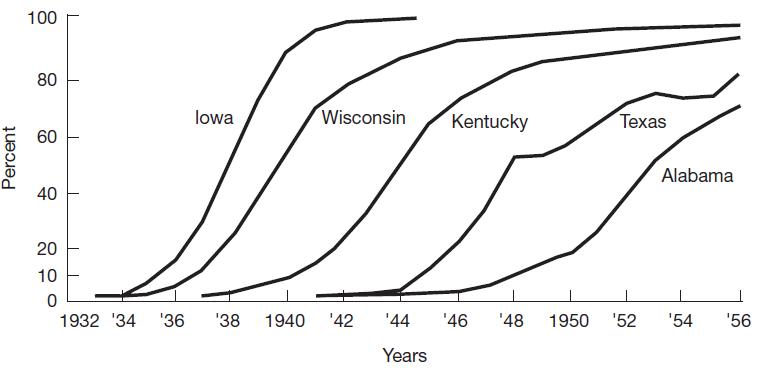 100
80
60
40
20
10
0
Percent
Iowa
Wisconsin
Kentucky
Texas
Alabama
1932 '34 '36 '38 1940 '42 '44 '46 '48 1950 '52 '54 '56
Years